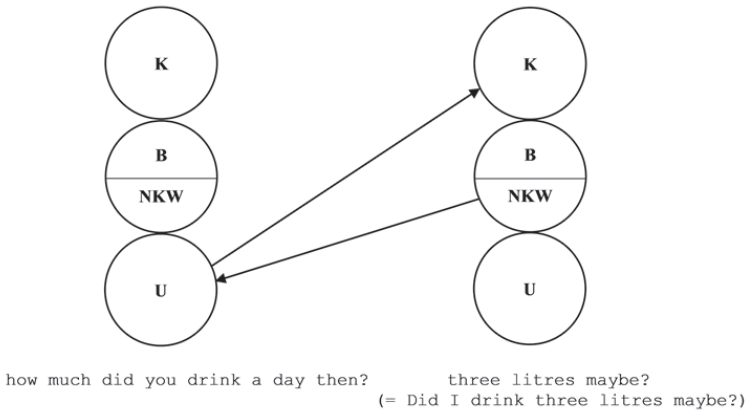 K
B
NKW
U
K
B
NKW
U
how much did you drink a day then?
three litres maybe?
(= Did I drink three litres maybe?)